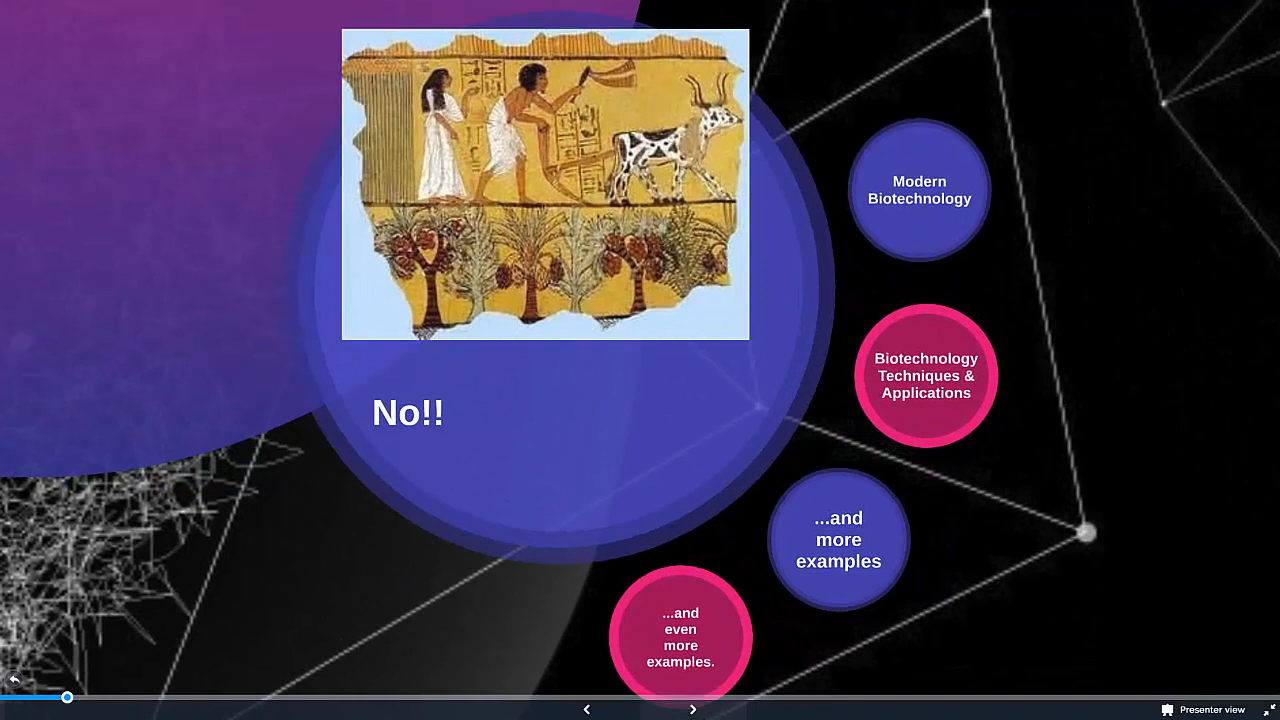 No!!
Modern
Biotechnology
Biotechnology
Techniques &
Applications
...and
more
examples
...and
even
more
examples.
Presenter view